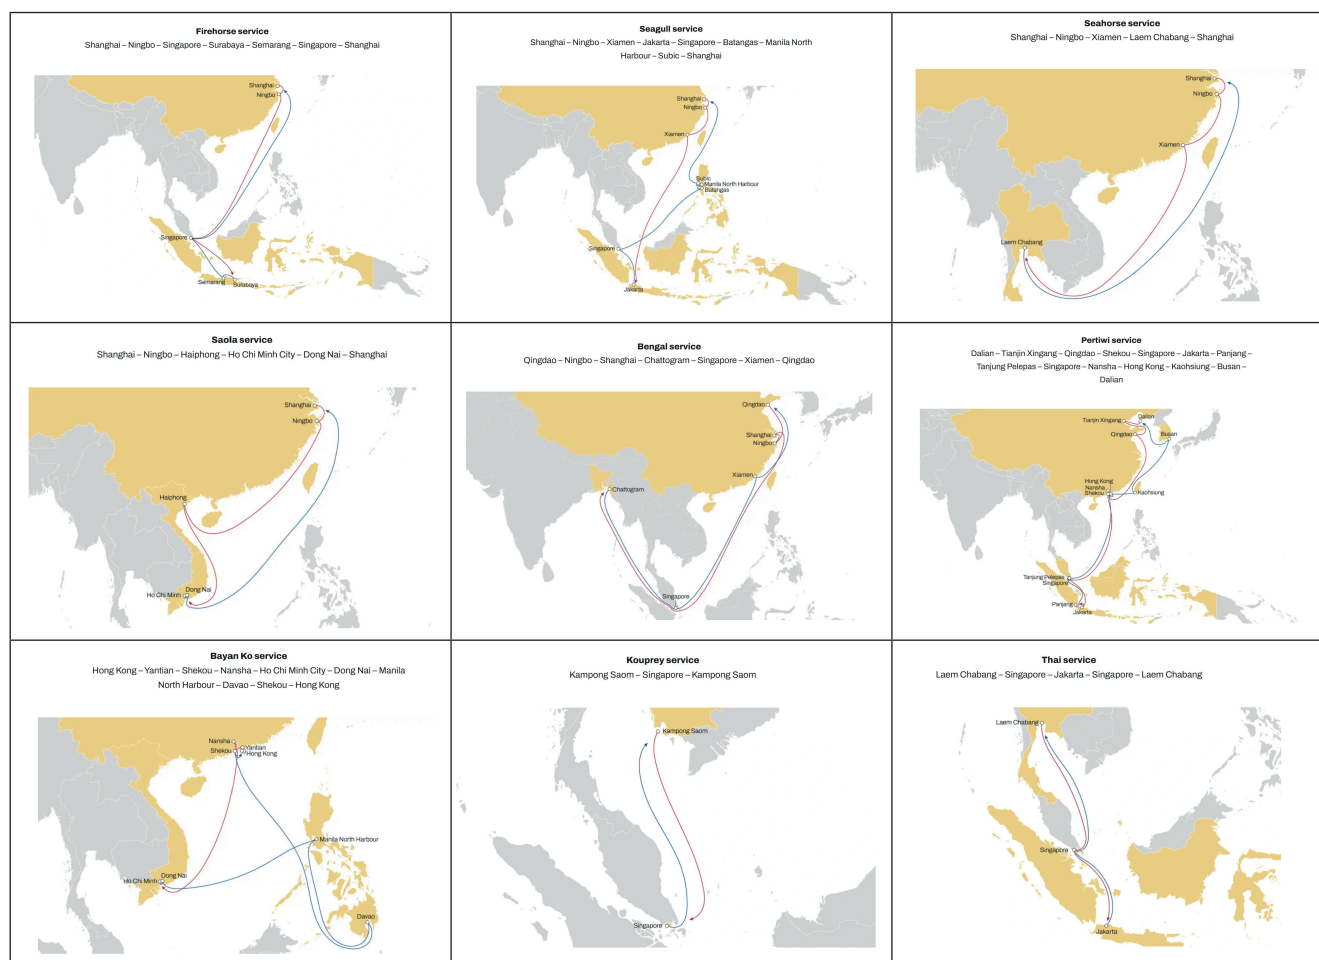 Firehorse service
Shanghai – Ningbo – Singapore – Surabaya – Semarang – Singapore – Shanghai
Shanghai
Ningbo
Singapore
Semarang
Surabaya
Seagull service
Shanghai – Ningbo – Xiamen – Jakarta – Singapore – Batangas – Manila North
Harbour – Subic – Shanghai
Shanghai
Ningbo
Xiamen
Subic
Manila North Harbour
Batangas
Singapore
Jakarta
Seahorse service
Shanghai – Ningbo – Xiamen – Laem Chabang – Shanghai
Shanghai
Ningbo
Xiamen
Laem Chabang
Saola service
Shanghai – Ningbo – Haiphong – Ho Chi Minh City – Dong Nai – Shanghai
Shanghai
Ningbo
Haiphong
Dong Nai
Ho Chi Minh
Bengal service
Qingdao – Ningbo – Shanghai – Chattogram – Singapore – Xiamen – Qingdao
Qingdao
Shanghai
Ningbo
Xiamen
Chattogram
Singapore
Pertiwi service
Dalian – Tianjin Xingang – Qingdao – Shekou – Singapore – Jakarta – Panjang –
Tanjung Pelepas – Singapore – Nansha – Hong Kong – Kaohsiung – Busan –
Dalian
Dalian
Tianjin Xingang
Qingdao
Busan
Hong Kong
Nansha
Shekou
Kaohsiung
Tanjung Pelepas
Singapore
Panjang
Jakarta
Bayan Ko service
Hong Kong – Yantian – Shekou – Nansha – Ho Chi Minh City – Dong Nai – Manila
North Harbour – Davao – Shekou – Hong Kong
Nansha
Yantian
Shekou
Hong Kong
Manila North Harbour
Dong Nai
Ho Chi Minh
Davao
Kouprey service
Kampong Saom – Singapore – Kampong Saom
Kampong Saom
Singapore
Thai service
Laem Chabang – Singapore – Jakarta – Singapore – Laem Chabang
Laem Chabang
Singapore
Jakarta